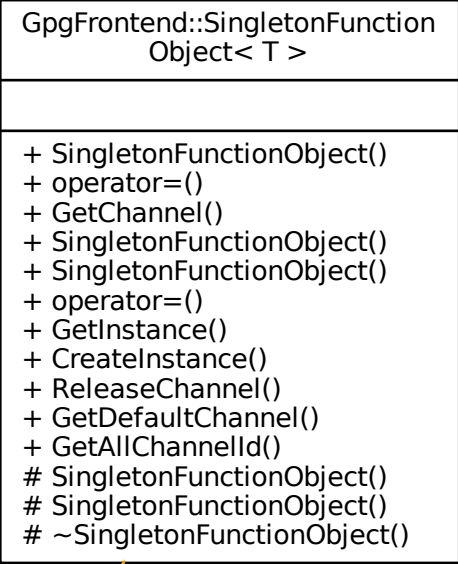 GpgFrontend::SingletonFunction
Object< T >
+ SingletonFunctionObject()
+ operator=()
+ GetChannel()
+ SingletonFunctionObject()
+ SingletonFunctionObject()
+ operator=()
+ GetInstance()
+ CreateInstance()
+ ReleaseChannel()
+ GetDefaultChannel()
+ GetAllChannelId()
# SingletonFunctionObject()
# SingletonFunctionObject()
# ~SingletonFunctionObject()